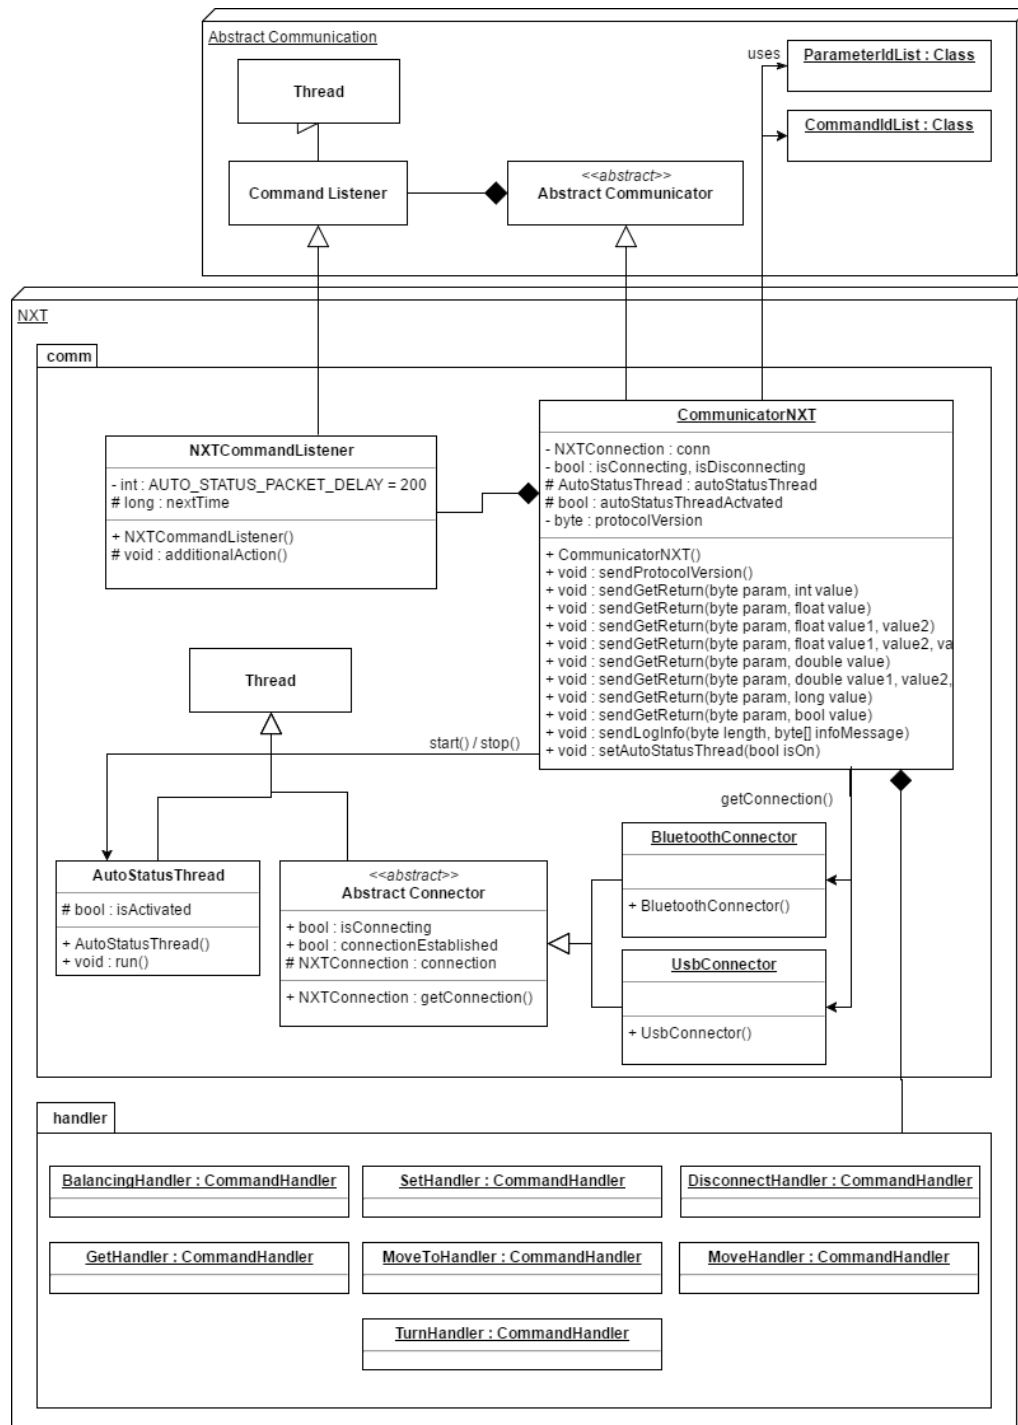 Abstract Communication
Thread
uses
ParameterIdList : Class
CommandIdList : Class
Command Listener
<<abstract>>
Abstract Communicator
NXT
comm
NXTCommandListener
- int : AUTO_STATUS_PACKET_DELAY = 200
# long : nextTime
+ NXTCommandListener()
# void : additionalAction()
CommunicatorNXT
- NXTConnection : conn
- bool : isConnecting, isDisconnecting
# AutoStatusThread : autoStatusThread
# bool : autoStatusThreadActvated
- byte : protocolVersion
+ CommunicatorNXT()
+ void : sendProtocolVersion()
+ void : sendGetReturn(byte param, int value)
+ void : sendGetReturn(byte param, float value)
+ void : sendGetReturn(byte param, float value1, value2)
+ void : sendGetReturn(byte param, float value1, value2, va
+ void : sendGetReturn(byte param, double value)
+ void : sendGetReturn(byte param, double value1, value2,
+ void : sendGetReturn(byte param, long value)
+ void : sendGetReturn(byte param, bool value)
+ void : sendLogInfo(byte length, byte[] infoMessage)
+ void : setAutoStatusThread(bool isOn)
Thread
start() / stop()
getConnection()
AutoStatusThread
# bool : isActivated
+ AutoStatusThread()
+ void : run()
<<abstract>>
Abstract Connector
+ bool : isConnecting
+ bool : connectionEstablished
# NXTConnection : connection
+ NXTConnection : getConnection()
BluetoothConnector
+ BluetoothConnector()
UsbConnector
+ UsbConnector()
handler
BalancingHandler : CommandHandler
SetHandler : CommandHandler
DisconnectHandler : CommandHandler
GetHandler : CommandHandler
MoveToHandler : CommandHandler
MoveHandler : CommandHandler
TurnHandler : CommandHandler